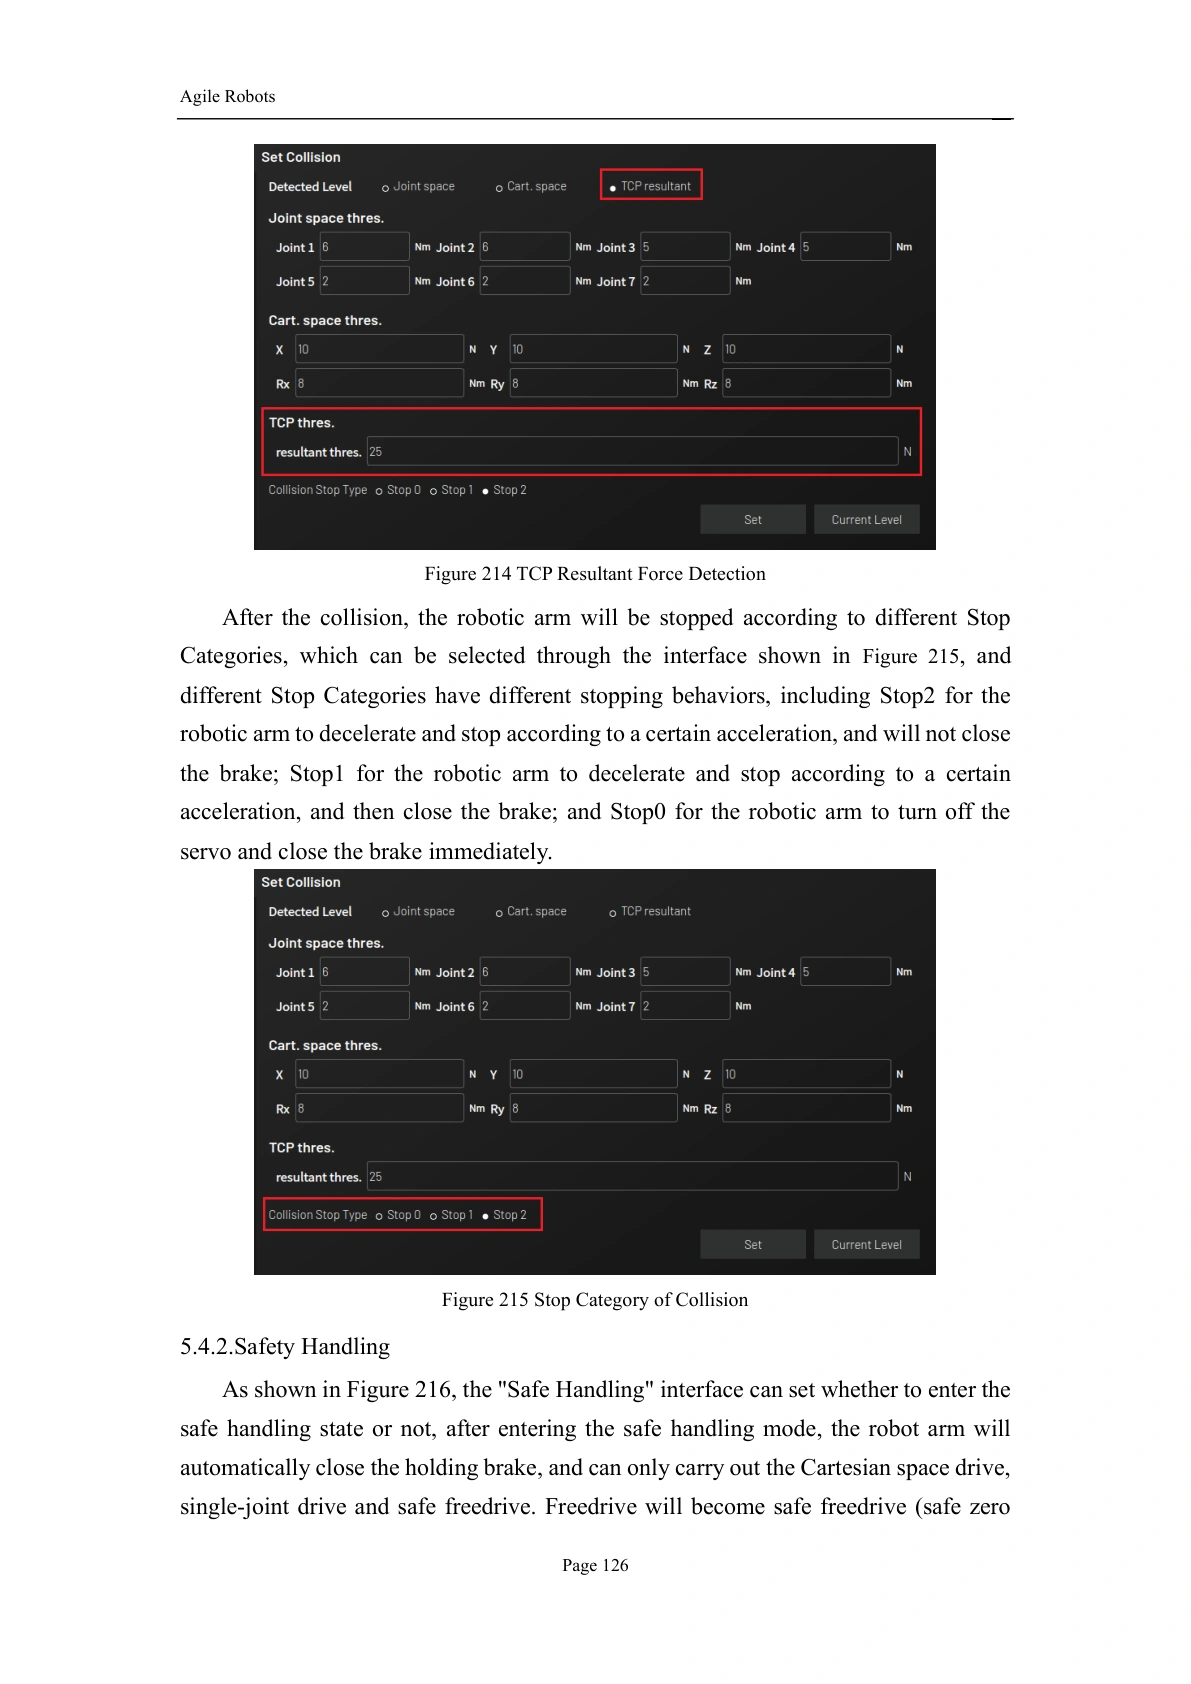 Agile Robots
Set Collision
Detected Level Joint space Cart. space TCP resultant
Joint space thres.
Joint 1 6 Nm Joint 2 6 Nm Joint 3 5 Nm Joint 4 5 Nm
Joint 5 2 Nm Joint 6 2 Nm Joint 7 2 Nm
Cart. space thres.
X 10 N Y 10 N Z 10 N
Rx 8 Nm Ry 8 Nm Rz 8 Nm
TCP thres.
resultant thres. 25 N
Collision Stop Type Stop 0 Stop 1 Stop 2
Set Current Level
Figure 214 TCP Resultant Force Detection
After the collision, the robotic arm will be stopped according to different Stop
Categories, which can be selected through the interface shown in Figure 215, and
different Stop Categories have different stopping behaviors, including Stop2 for the
robotic arm to decelerate and stop according to a certain acceleration, and will not close
the brake; Stop1 for the robotic arm to decelerate and stop according to a certain
acceleration, and then close the brake; and Stop0 for the robotic arm to turn off the
servo and close the brake immediately.
Set Collision
Detected Level Joint space Cart. space TCP resultant
Joint space thres.
Joint 1 6 Nm Joint 2 6 Nm Joint 3 5 Nm Joint 4 5 Nm
Joint 5 2 Nm Joint 6 2 Nm Joint 7 2 Nm
Cart. space thres.
X 10 N Y 10 N Z 10 N
Rx 8 Nm Ry 8 Nm Rz 8 Nm
TCP thres.
resultant thres. 25 N
Collision Stop Type Stop 0 Stop 1 Stop 2
Set Current Level
Figure 215 Stop Category of Collision
5.4.2.Safety Handling
As shown in Figure 216, the "Safe Handling" interface can set whether to enter the
safe handling state or not, after entering the safe handling mode, the robot arm will
automatically close the holding brake, and can only carry out the Cartesian space drive,
single-joint drive and safe freedrive. Freedrive will become safe freedrive (safe zero
Page 126